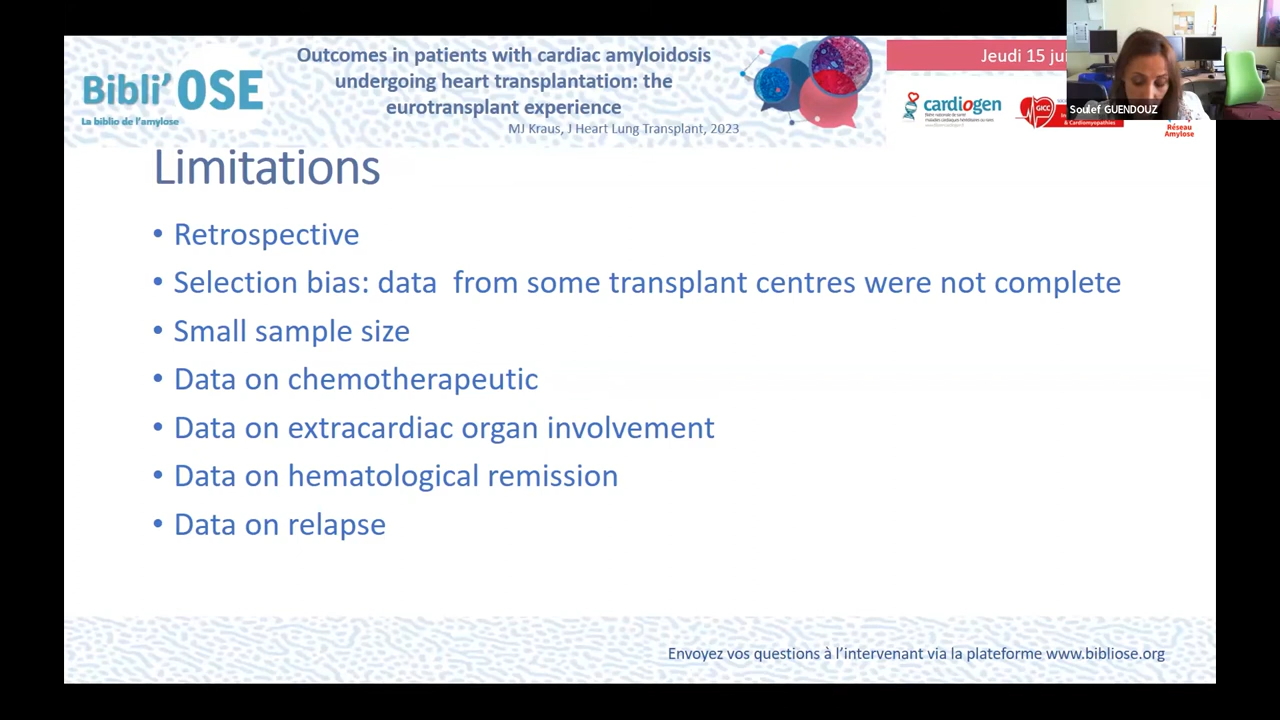 Bibli'OSE
La biblio de l'amylose
Outcomes in patients with cardiac amyloidosis
undergoing heart transplantation: the
eurotransplant experience
MJ Kraus, J Heart Lung Transplant, 2023
Jeudi 15
Soulef GUENDOUZ
cardiogen
GICC
& Cardiomyopathies
Réseau
Amylose
Limitations
• Retrospective
• Selection bias: data from some transplant centres were not complete
• Small sample size
• Data on chemotherapeutic
• Data on extracardiac organ involvement
• Data on hematological remission
• Data on relapse
Envoyez vos questions à l'intervenant via la plateforme www.bibliose.org